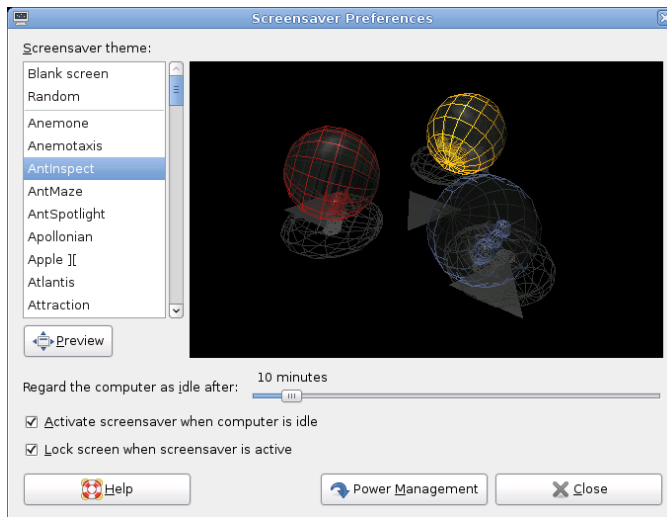 Screensaver Preferences
Screensaver theme:
Blank screen
Random
Anemone
Anemotaxis
AntInspect
AntMaze
AntSpotlight
Apollonian
Apple ][
Atlantis
Attraction
Preview
Regard the computer as idle after:
10 minutes
Activate screensaver when computer is idle
Lock screen when screensaver is active
Help
Power Management
Close